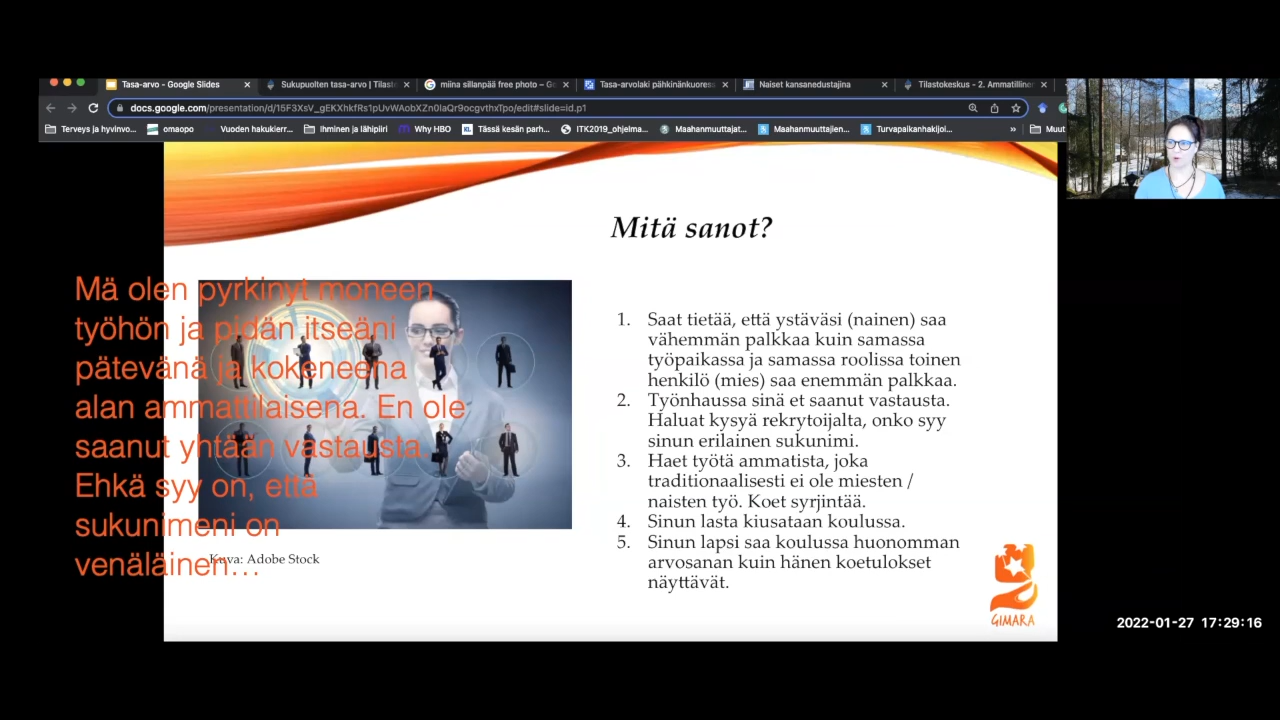 Tasa-arvo - Google Slides
Sukupuolten tasa-arvo | Tilast
miina sillanpää free photo – Go
Tasa-arvolaki pähkinänkuores
Naiset kansanedustajina
Tilastokeskus - 2. Ammatilliner
docs.google.com/presentation/d/
Terveys ja hyvinvo...
omaopo
Vuoden hakukierr...
Ihminen ja lähipiiri
Why HBO
Tässä kesän parh...
ITK2019_ohjelma...
Maahanmuuttajat...
Maahanmuuttajien...
Turvapaikanhakijoi...
»
Muut
Mitä sanot?
Mä olen pyrkinyt moneen
työhön ja pidän itseäni
pätevänä ja kokeneena
alan ammattilaisena. En ole
saanut yhtään vastausta.
Ehkä syy on, että
sukunimeni on
venäläinen...
Kuva: Adobe Stock
1. Saat tietää, että ystäväsi (nainen) saa
vähemmän palkkaa kuin samassa
työpaikassa ja samassa roolissa toinen
henkilö (mies) saa enemmän palkkaa.
2. Työnhaussa sinä et saanut vastausta.
Haluat kysyä rekrytoijalta, onko syy
sinun erilainen sukunimi.
3. Haet työtä ammatista, joka
traditionaalisesti ei ole miesten /
naisten työ. Koet syrjintää.
4. Sinun lasta kiusataan koulussa.
5. Sinun lapsi saa koulussa huonomman
arvosanan kuin hänen koetulokset
näyttävät.
GIMARA
2022-01-27 17:29:16